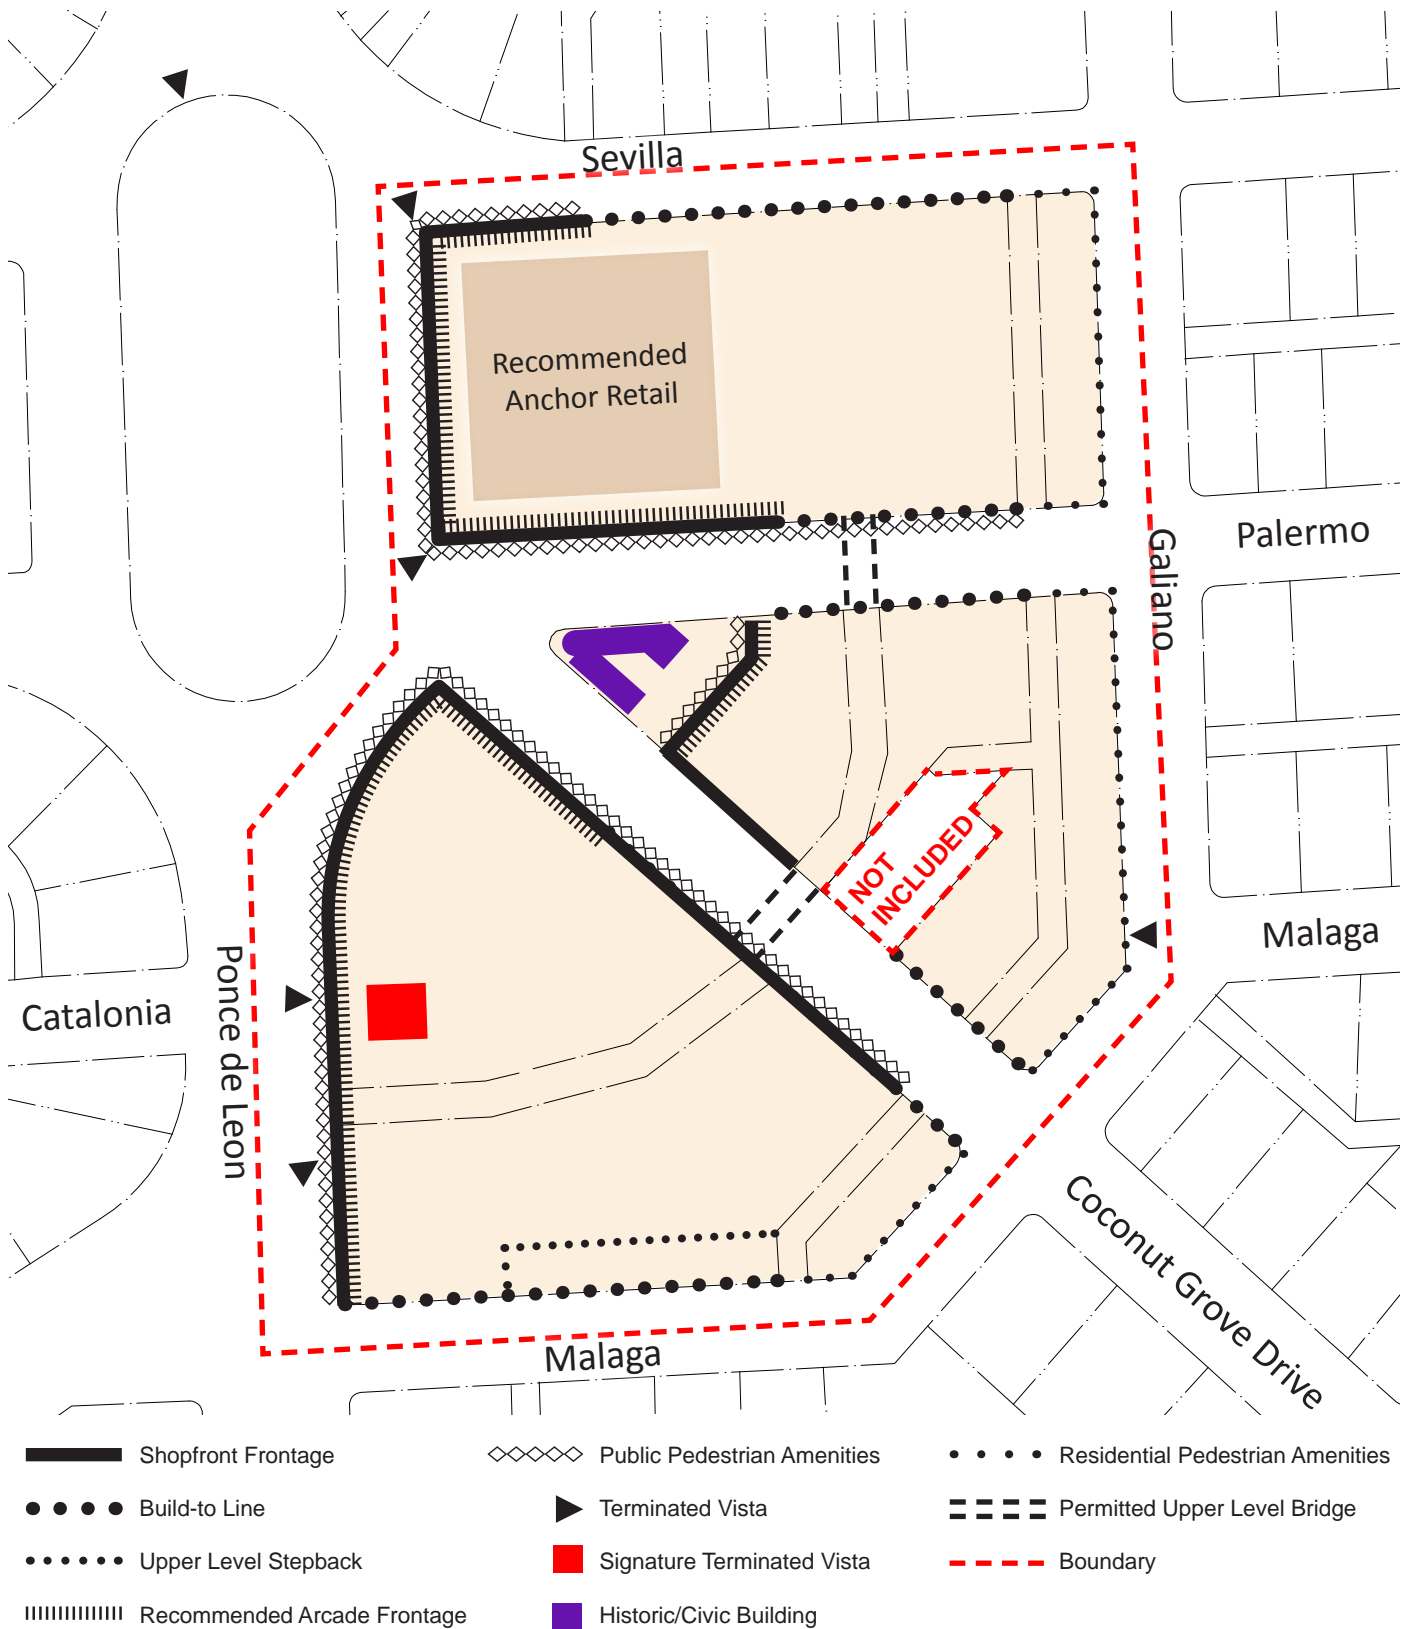 Sevilla
Recommended
Anchor Retail
Palermo
Galiano
NOT
INCLUDED
Malaga
Catalonia
Ponce de Leon
Coconut Grove Drive
Malaga
Shopfront Frontage
Public Pedestrian Amenities
Residential Pedestrian Amenities
Build-to Line
Terminated Vista
Permitted Upper Level Bridge
Upper Level Stepback
Signature Terminated Vista
Boundary
Recommended Arcade Frontage
Historic/Civic Building